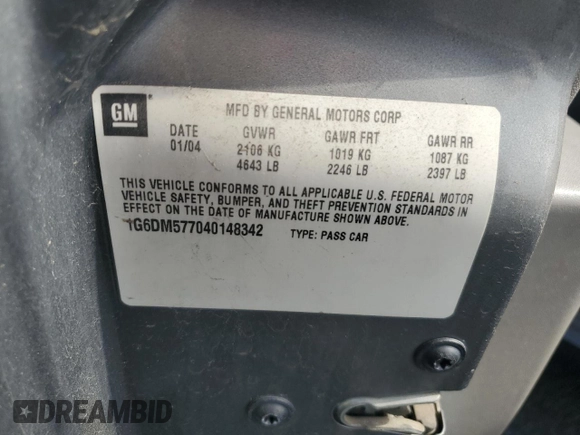 GM
MFD BY GENERAL MOTORS CORP
DATE GVWR GAWR FRT GAWR RR
01/04 2106 KG 1019 KG 1087 KG
4643 LB 2246 LB 2397 LB
THIS VEHICLE CONFORMS TO ALL APPLICABLE U.S. FEDERAL MOTOR
VEHICLE SAFETY, BUMPER, AND THEFT PREVENTION STANDARDS IN
EFFECT ON THE DATE OF MANUFACTURE SHOWN ABOVE.
1G6DM577040148342 TYPE: PASS CAR
DREAMBID